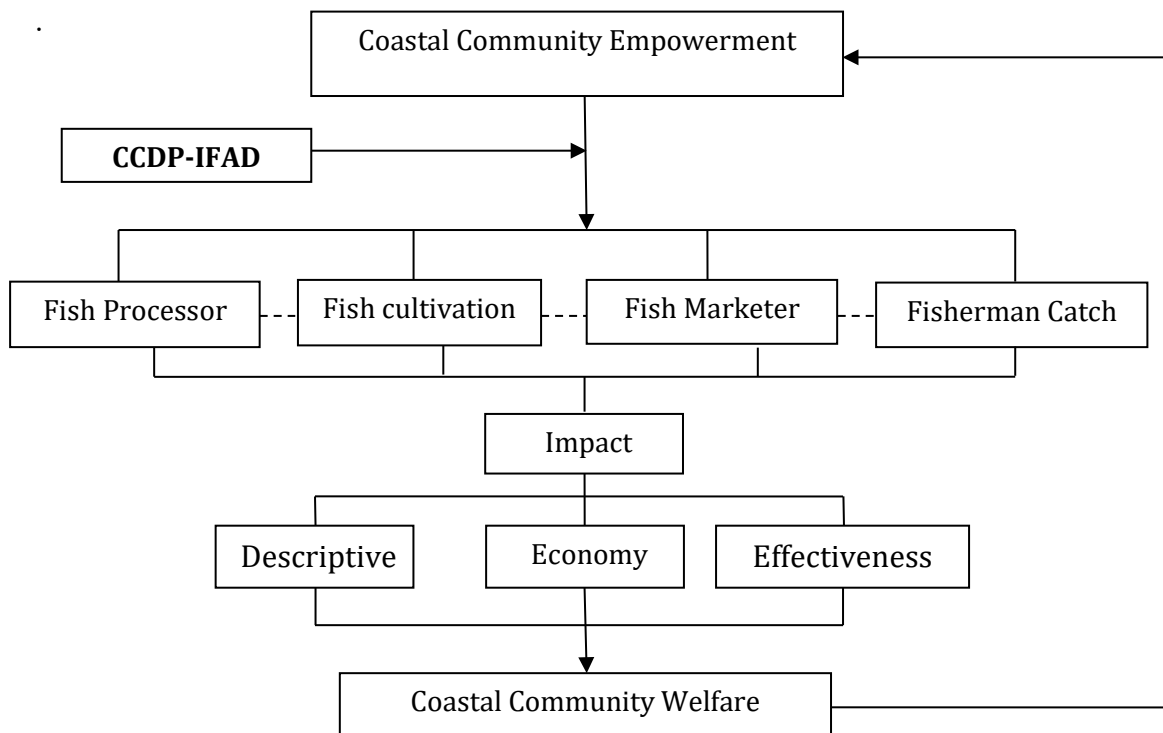 .
Coastal Community Empowerment
CCDP-IFAD
Fish Processor
Fish cultivation
Fish Marketer
Fisherman Catch
Impact
Descriptive
Economy
Effectiveness
Coastal Community Welfare